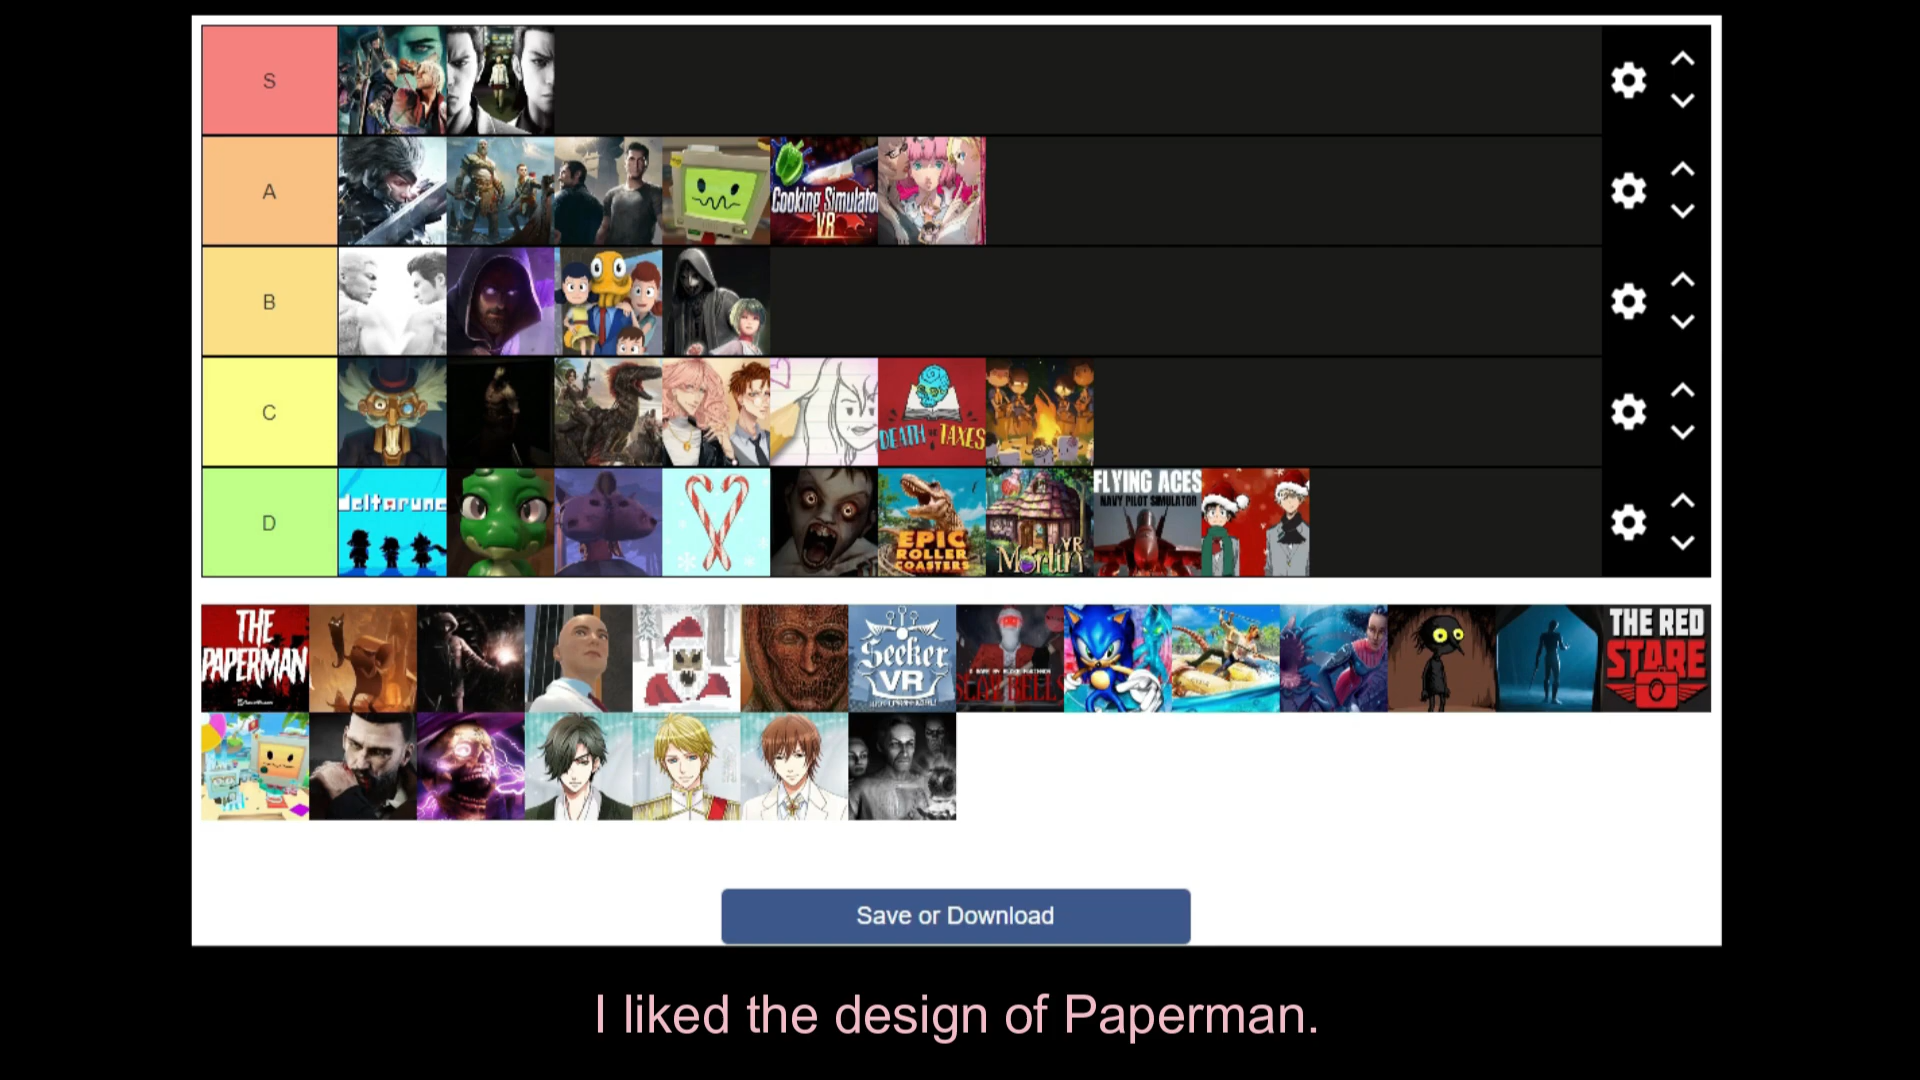 S
A
Cooking Simulator
VR
B
C
DEATH AND TAXES
D
deltarune
EPIC
ROLLER
COASTERS
Merlin VR
FLYING ACES
NAVY PILOT SIMULATOR
THE
PAPERMAN
Seeker
VR
THE RED
STARE
Save or Download
I liked the design of Paperman.